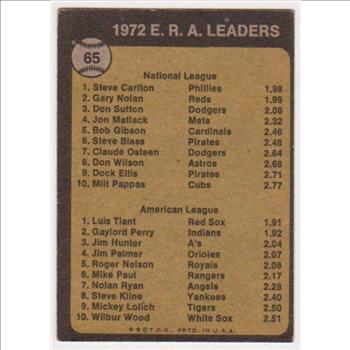 65
1972 E. R. A. LEADERS
National League
1. Steve Carlton Phillies 1.98
2. Gary Nolan Reds 1.99
3. Don Sutton Dodgers 2.08
4. Jon Matlack Mets 2.32
5. Bob Gibson Cardinals 2.46
6. Steve Blass Pirates 2.48
7. Claude Osteen Dodgers 2.64
8. Don Wilson Astros 2.68
9. Dock Ellis Pirates 2.71
10. Milt Pappas Cubs 2.77
American League
1. Luis Tiant Red Sox 1.91
2. Gaylord Perry Indians 1.92
3. Jim Hunter A's 2.04
4. Jim Palmer Orioles 2.07
5. Roger Nelson Royals 2.08
6. Mike Paul Rangers 2.17
7. Nolan Ryan Angels 2.28
8. Steve Kline Yankees 2.40
9. Mickey Lolich Tigers 2.50
10. Wilbur Wood White Sox 2.51
★★©T.C.G. PRTD. IN U.S.A.